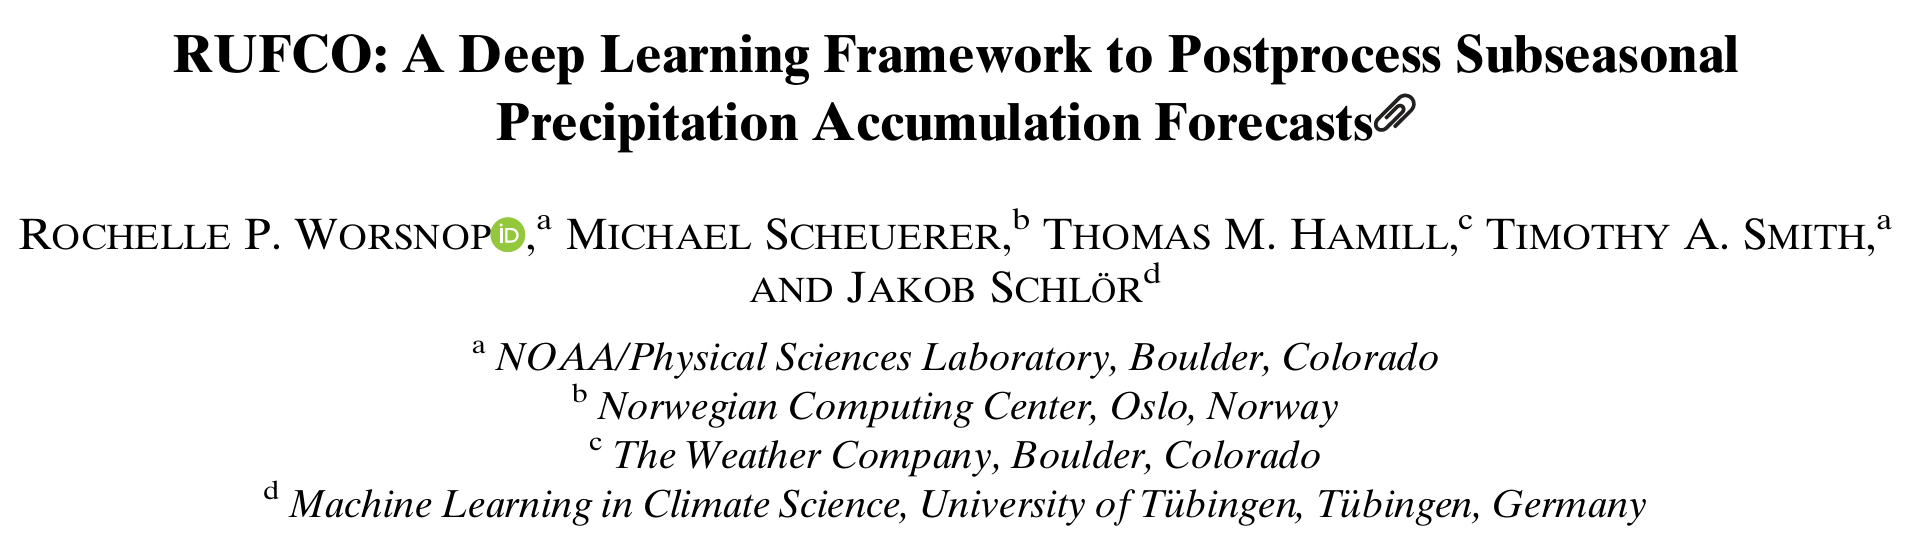 RUFCO: A Deep Learning Framework to Postprocess Subseasonal
Precipitation Accumulation Forecasts
ROCHELLE P. WORSNOP iD,a MICHAEL SCHEUERER,b THOMAS M. HAMILL,c TIMOTHY A. SMITH,a
AND JAKOB SCHLÖRd
a NOAA/Physical Sciences Laboratory, Boulder, Colorado
b Norwegian Computing Center, Oslo, Norway
c The Weather Company, Boulder, Colorado
d Machine Learning in Climate Science, University of Tübingen, Tübingen, Germany